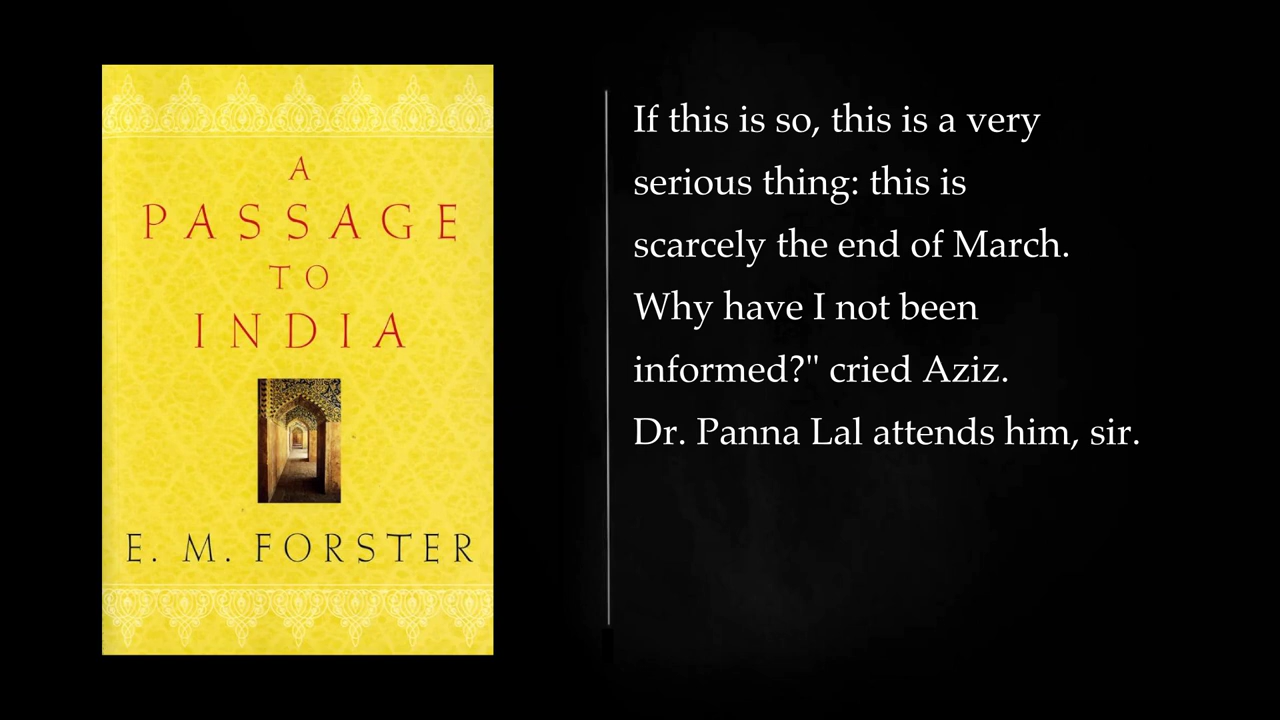 A
PASSAGE
TO
INDIA
E. M. FORSTER
If this is so, this is a very
serious thing: this is
scarcely the end of March.
Why have I not been
informed?" cried Aziz.
Dr. Panna Lal attends him, sir.